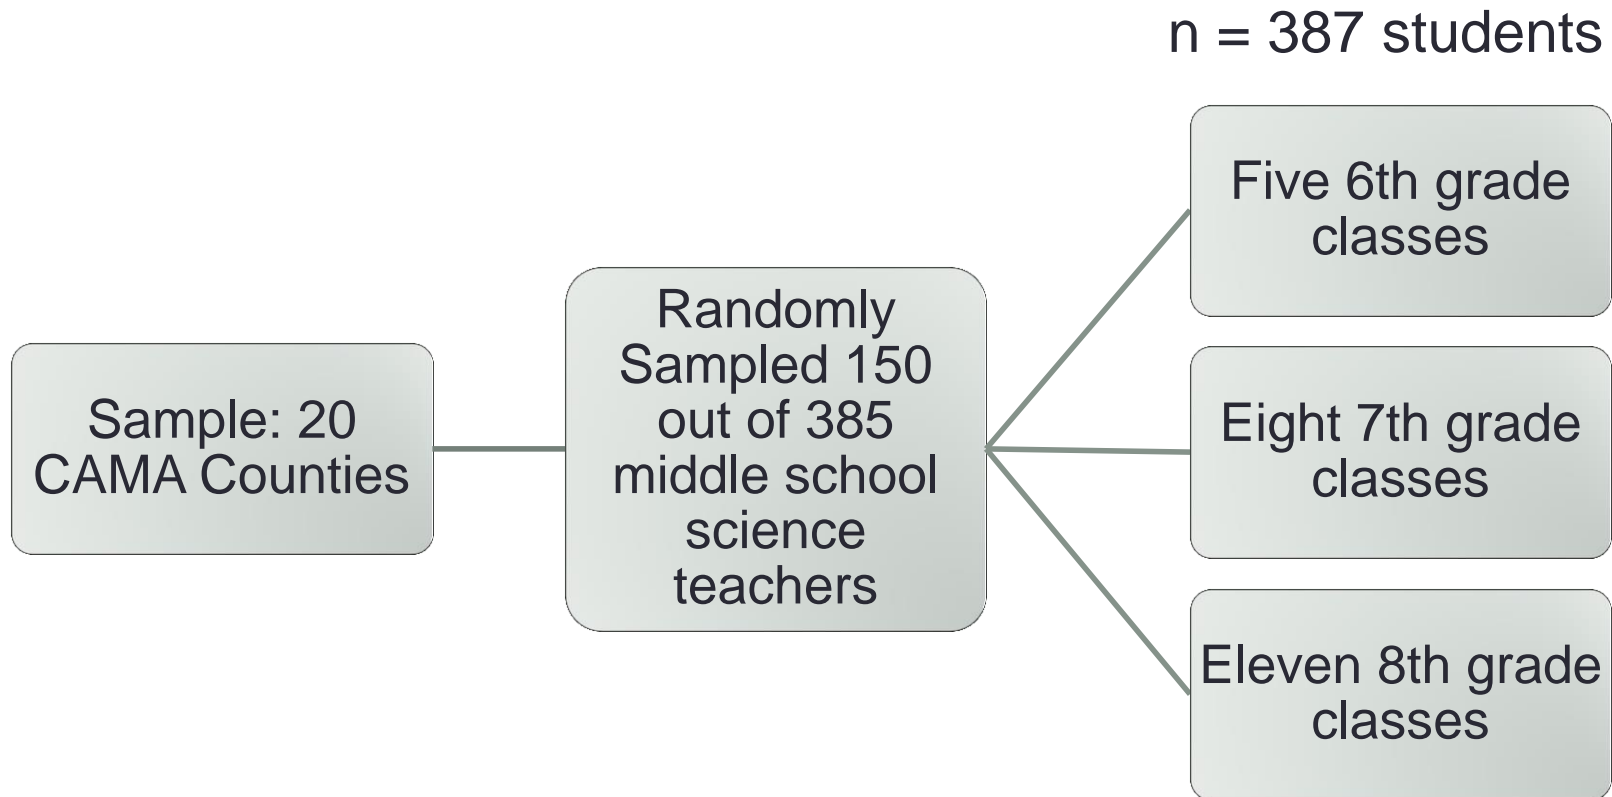 n = 387 students
Sample: 20
CAMA Counties
Randomly
Sampled 150
out of 385
middle school
science
teachers
Five 6th grade
classes
Eight 7th grade
classes
Eleven 8th grade
classes